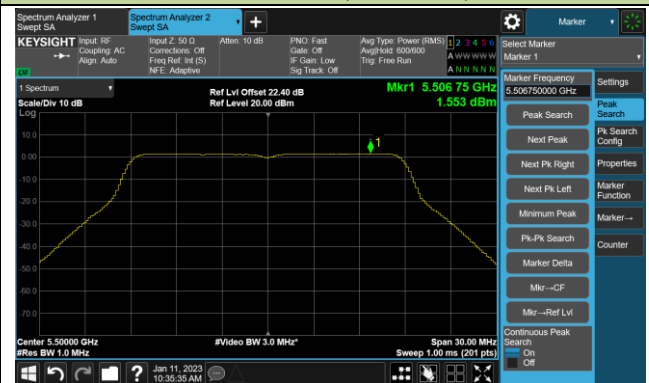 Spectrum Analyzer 1
Swept SA
Spectrum Analyzer 2
Swept SA
+
Marker
KEYSIGHT
Input: RF
Coupling: AC
Align: Auto
Input Z: 50 Ω
Corrections: Off
Freq Ref: Int (S)
NFE: Adaptive
Atten: 10 dB
PNO: Fast
Gate: Off
IF Gain: Low
Sig Track: Off
Avg Type: Power (RMS)
Avg|Hold: 600/600
Trig: Free Run
1 2 3 4 5 6
A W W W W W
A N N N N N
LXI
Select Marker
Marker 1
1 Spectrum
Scale/Div 10 dB
Log
Ref Lvl Offset 22.40 dB
Ref Level 20.00 dBm
Mkr1 5.506 75 GHz
1.553 dBm
10.0
0.00
-10.0
-20.0
-30.0
-40.0
-50.0
-60.0
-70.0
1
Center 5.50000 GHz
#Res BW 1.0 MHz
#Video BW 3.0 MHz*
Span 30.00 MHz
Sweep 1.00 ms (201 pts)
Marker Frequency
5.506750000 GHz
Peak Search
Next Peak
Next Pk Right
Next Pk Left
Minimum Peak
Pk-Pk Search
Marker Delta
Mkr→CF
Mkr→Ref Lvl
Continuous Peak
Search
On
Off
Settings
Peak
Search
Pk Search
Config
Properties
Marker
Function
Marker→
Counter
?
Jan 11, 2023
10:35:35 AM